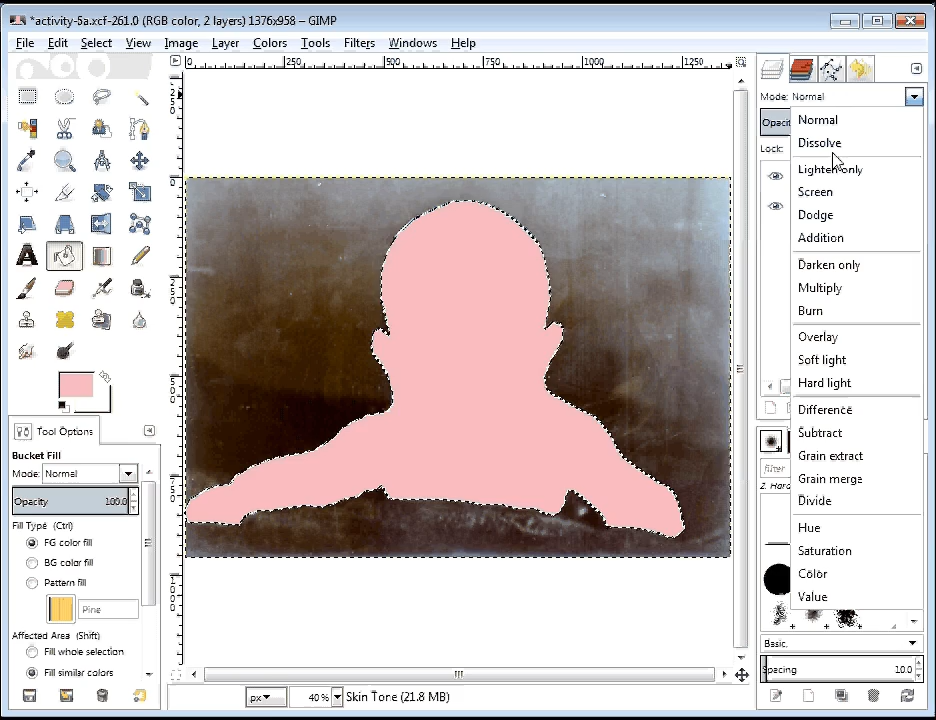 *activity-5a.xcf-261.0 (RGB color, 2 layers) 1376x958 – GIMP
File Edit Select View Image Layer Colors Tools Filters Windows Help
0 250 500 750 1000 1250
Mode: Normal
Opacit
Lock:
Normal
Dissolve
Lighten only
Screen
Dodge
Addition
Darken only
Multiply
Burn
Overlay
Soft light
Hard light
Difference
Subtract
Grain extract
Grain merge
Divide
Hue
Saturation
Color
Value
filter
2. Hard
Basic,
Spacing 10.0
Tool Options
Bucket Fill
Mode: Normal
Opacity 100.0
Fill Type (Ctrl)
FG color fill
BG color fill
Pattern fill
Pine
Affected Area (Shift)
Fill whole selection
Fill similar colors
px 40% Skin Tone (21.8 MB)